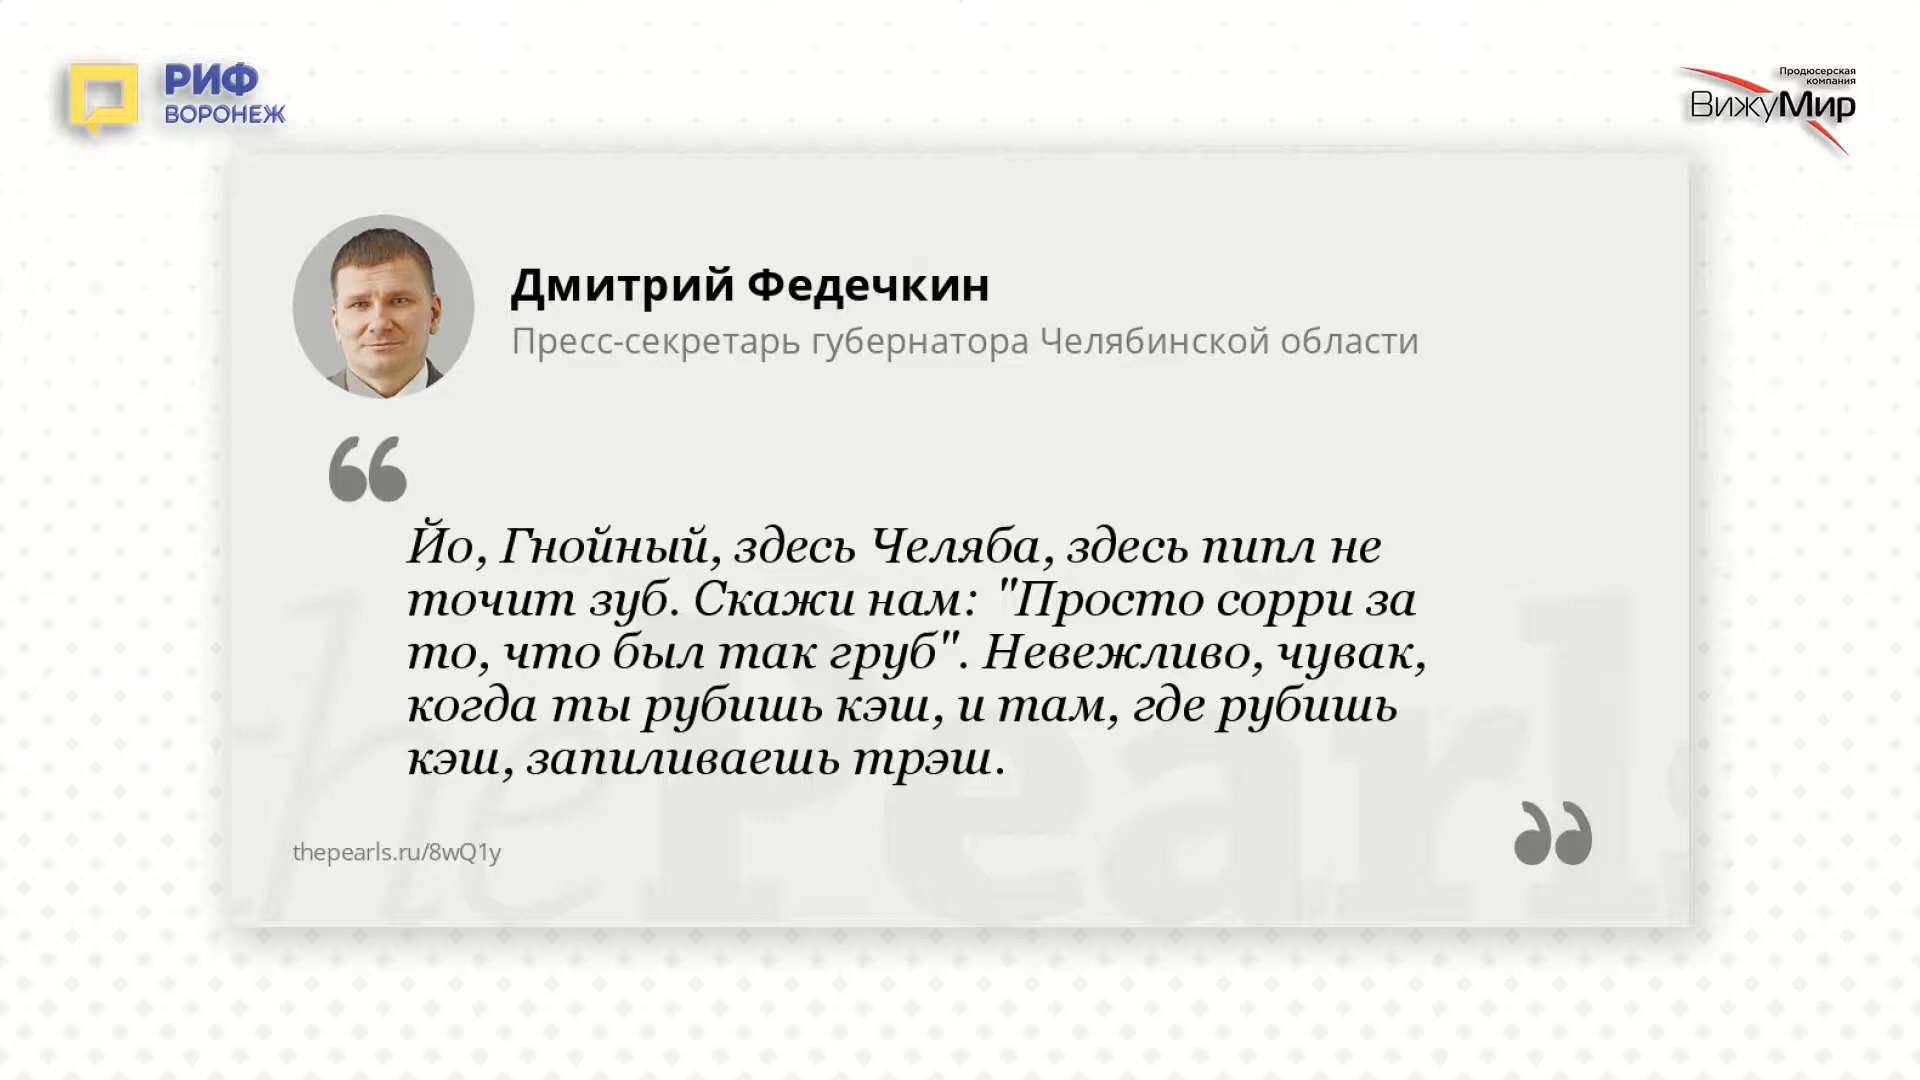 РИФ
ВОРОНЕЖ
Продюсерская
компания
ВижуМир
Дмитрий Федечкин
Пресс-секретарь губернатора Челябинской области
“
Йо, Гнойный, здесь Челяба, здесь пипл не
точит зуб. Скажи нам: "Просто сорри за
то, что был так груб". Невежливо, чувак,
когда ты рубишь кэш, и там, где рубишь
кэш, запиливаешь трэш.
”
thepearls.ru/8wQ1y
thePearls